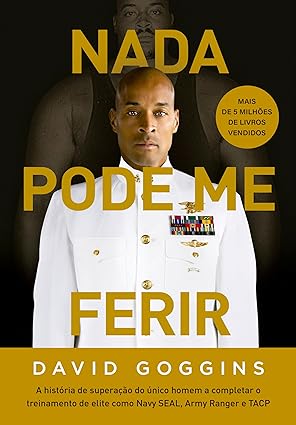 NADA
MAIS
DE 5 MILHÕES
DE LIVROS
VENDIDOS
PODE ME
FERIR
DAVID GOGGINS
A história de superação do único homem a completar o
treinamento de elite como Navy SEAL, Army Ranger e TACP